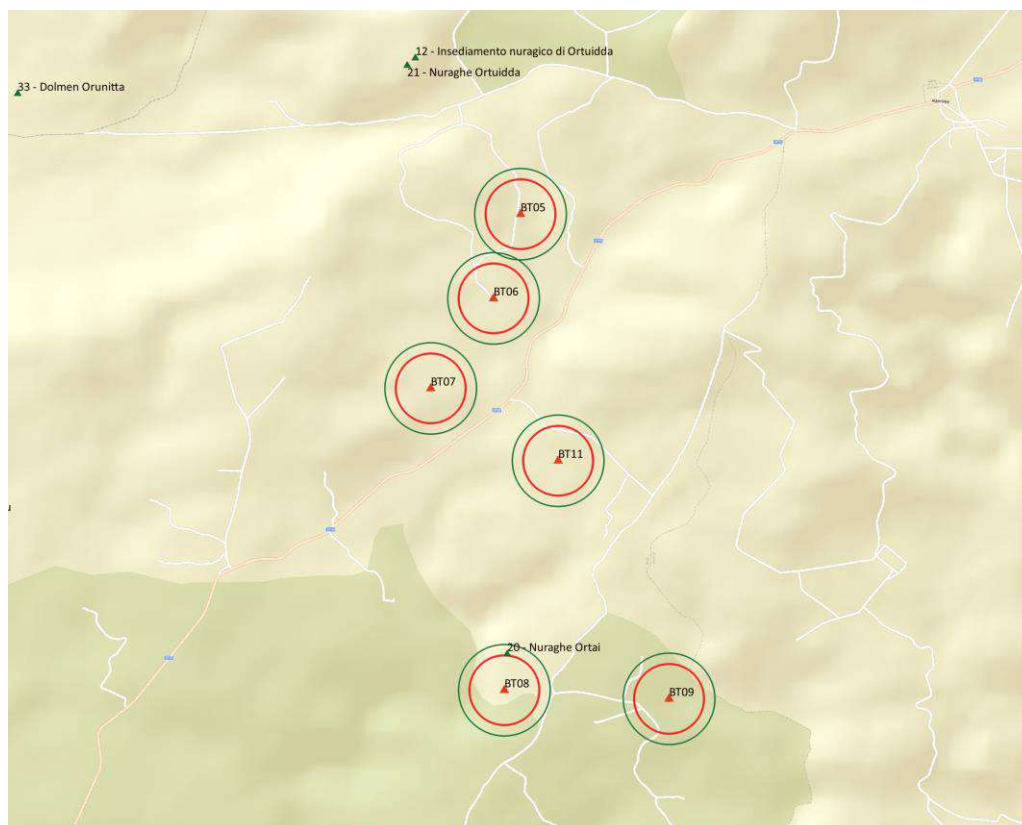 12 - Insediamento nuragico di Ortuidda
21 - Nuraghe Ortuidda
33 - Dolmen Orunitta
BT05
BT06
BT07
BT11
20 - Nuraghe Ortai
BT08
BT09